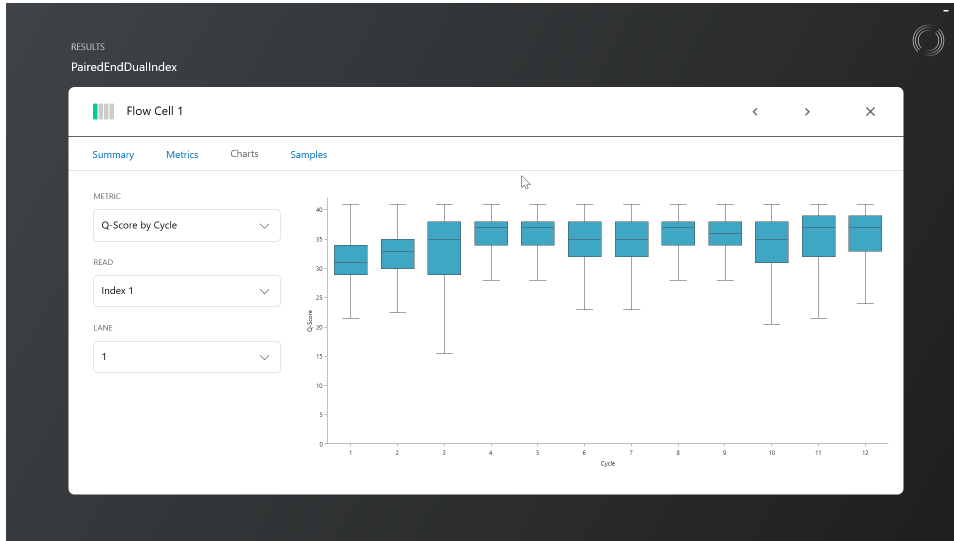 RESULTS
PairedEndDualIndex
Flow Cell 1
Summary Metrics Charts Samples
METRIC
Q-Score by Cycle
READ
Index 1
LANE
1
40
35
30
25
20
15
10
5
0
Q-Score
1 2 3 4 5 6 7 8 9 10 11 12
Cycle